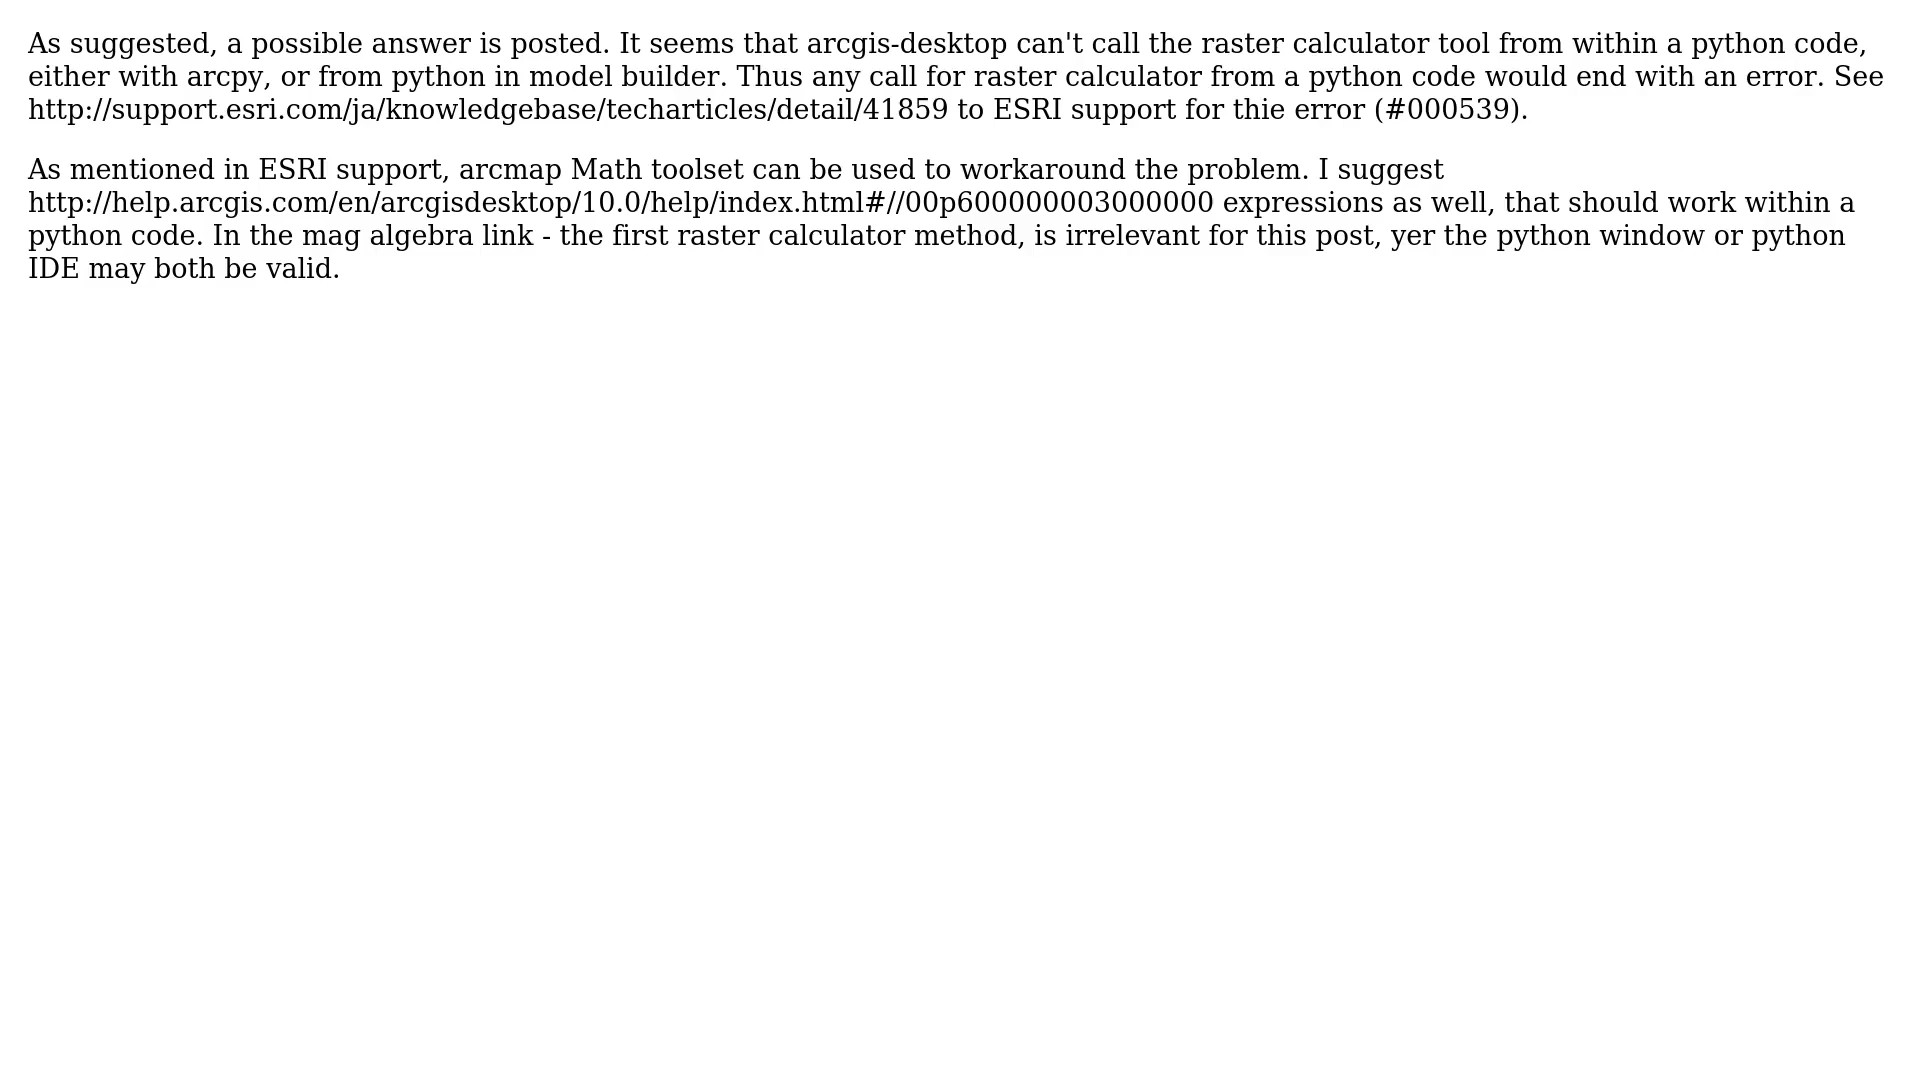 As suggested, a possible answer is posted. It seems that arcgis-desktop can't call the raster calculator tool from within a python code,
either with arcpy, or from python in model builder. Thus any call for raster calculator from a python code would end with an error. See
http://support.esri.com/ja/knowledgebase/techarticles/detail/41859 to ESRI support for thie error (#000539).
As mentioned in ESRI support, arcmap Math toolset can be used to workaround the problem. I suggest
http://help.arcgis.com/en/arcgisdesktop/10.0/help/index.html#//00p600000003000000 expressions as well, that should work within a
python code. In the mag algebra link - the first raster calculator method, is irrelevant for this post, yer the python window or python
IDE may both be valid.